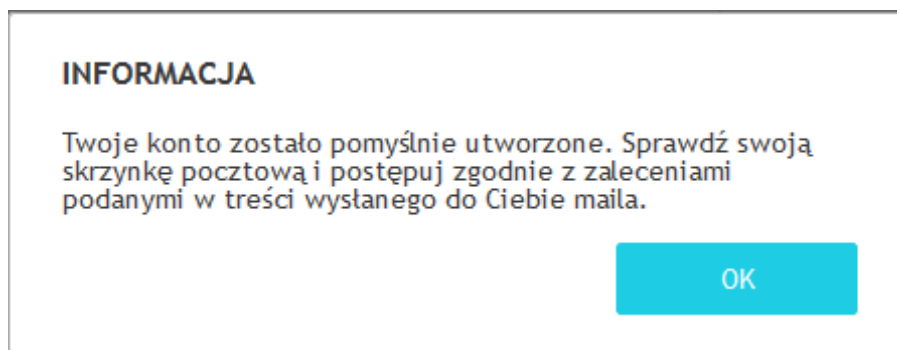 INFORMACJA
Twoje konto zostało pomyślnie utworzone. Sprawdź swoją
skrzynkę pocztową i postępuj zgodnie z zaleceniami
podanymi w treści wysłanego do Ciebie maila.
OK